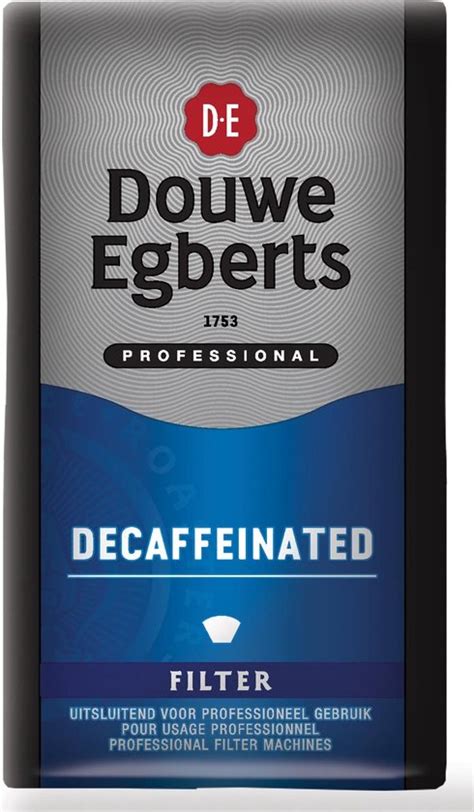 D·E
Douwe
Egberts
1753
PROFESSIONAL
DECAFFEINATED
FILTER
UITSLUITEND VOOR PROFESSIONEEL GEBRUIK
POUR USAGE PROFESSIONNEL
PROFESSIONAL FILTER MACHINES